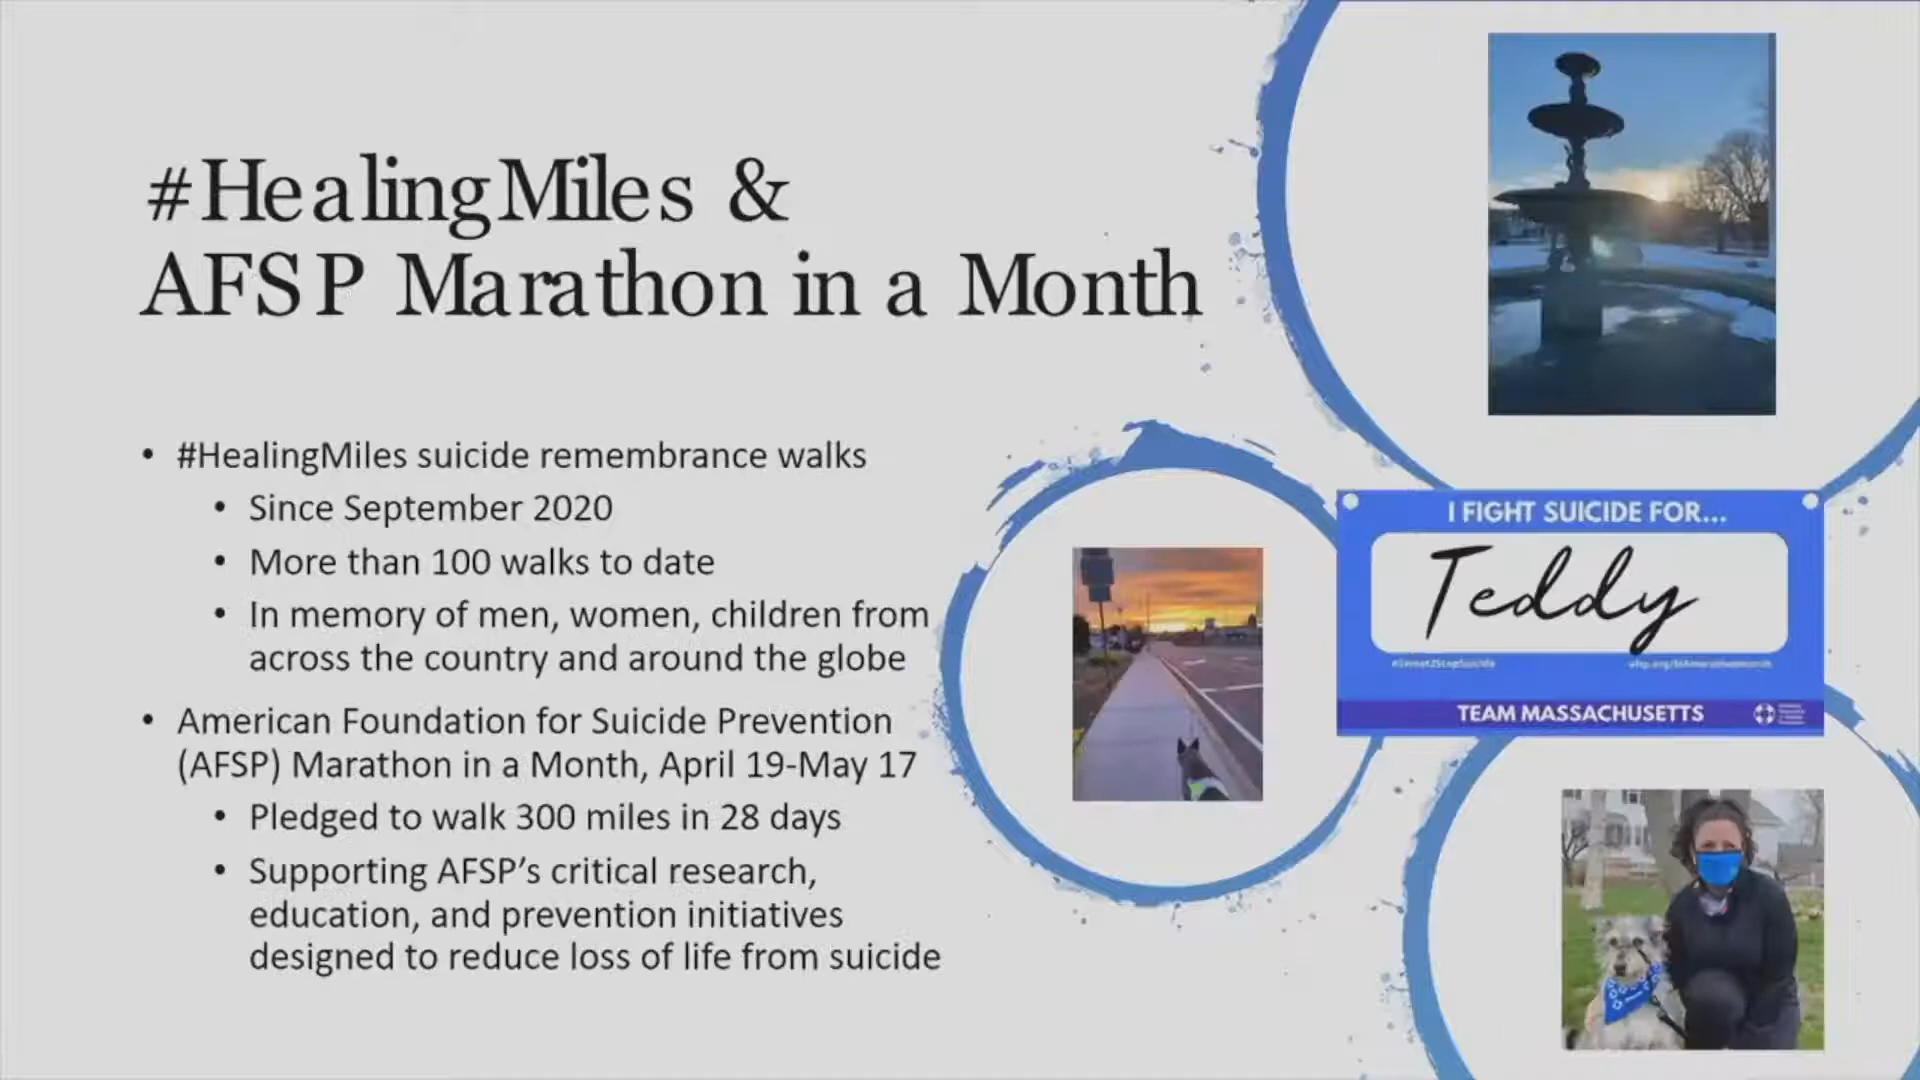 #HealingMiles &
AFSP Marathon in a Month
• #HealingMiles suicide remembrance walks
• Since September 2020
• More than 100 walks to date
• In memory of men, women, children from
across the country and around the globe
• American Foundation for Suicide Prevention
(AFSP) Marathon in a Month, April 19-May 17
• Pledged to walk 300 miles in 28 days
• Supporting AFSP’s critical research,
education, and prevention initiatives
designed to reduce loss of life from suicide
I FIGHT SUICIDE FOR...
Teddy
TEAM MASSACHUSETTS